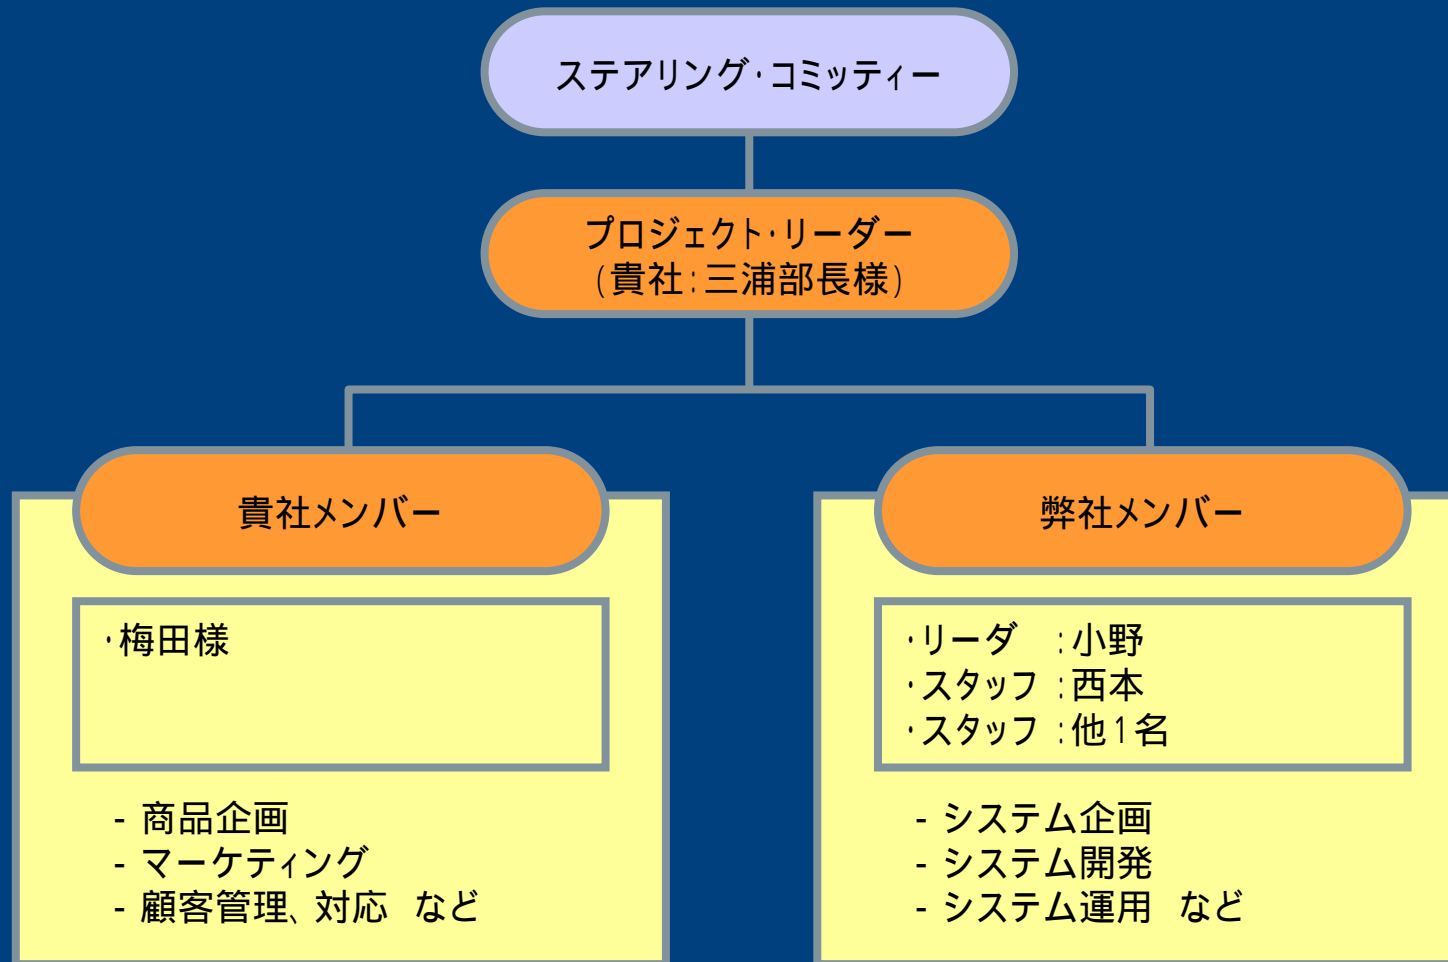 ステアリング・コミッティー
プロジェクト・リーダー
(貴社:三浦部長様)
貴社メンバー
・梅田様
- 商品企画
- マーケティング
- 顧客管理、対応 など
弊社メンバー
・リーダ :小野
・スタッフ :西本
・スタッフ :他1名
- システム企画
- システム開発
- システム運用 など